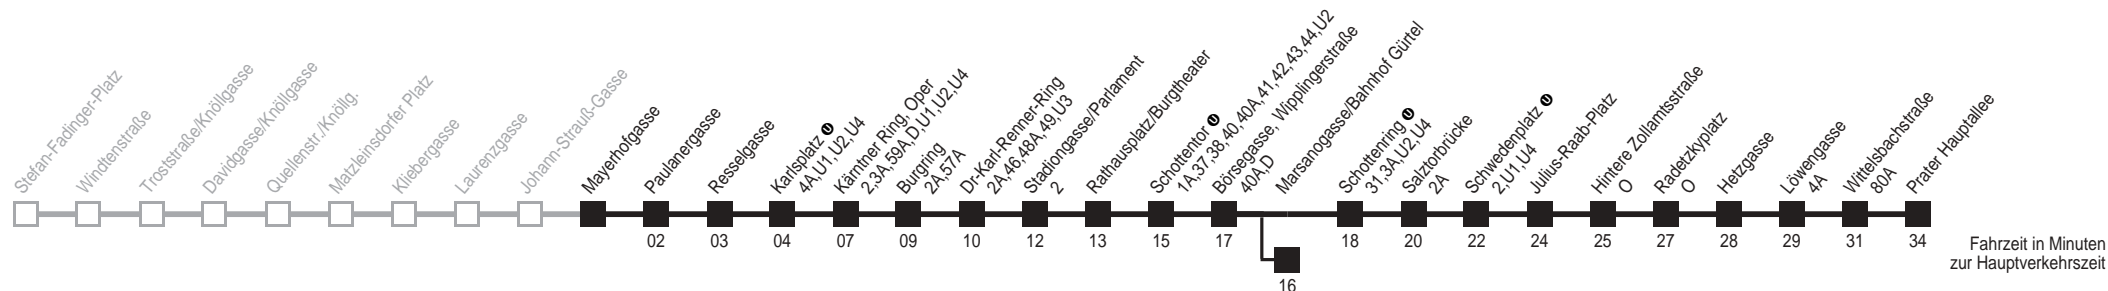 Stefan-Fadinger-Platz
Windtenstraße
Troststraße/Knöllgasse
Davidgasse/Knöllgasse
Quellenstr./Knöllg.
Matzleinsdorfer Platz
Kliebergasse
Laurenzgasse
Johann-Strauß-Gasse
Mayerhofgasse
Paulanergasse
02
Resselgasse
03
Karlsplatz U
4A,U1,U2,U4
04
Kärntner Ring, Oper
2,3A,59A,D,U1,U2,U4
07
Burgring
2A,57A
09
Dr-Karl-Renner-Ring
2A,46,48A,49,U3
10
Stadiongasse/Parlament
2
12
Rathausplatz/Burgtheater
13
Schottentor U
1A,37,38,40,40A,41,42,43,44,U2
15
Börsegasse, Wipplingerstraße
40A,D
17
Marsanogasse/Bahnhof Gürtel
16
Schottenring U
31,3A,U2,U4
18
Salztorbrücke
2A
20
Schwedenplatz U
2,U1,U4
22
Julius-Raab-Platz
24
Hintere Zollamtsstraße
O
25
Radetzkyplatz
O
27
Hetzgasse
28
Löwengasse
4A
29
Wittelsbachstraße
80A
31
Prater Hauptallee
34
Fahrzeit in Minuten
zur Hauptverkehrszeit